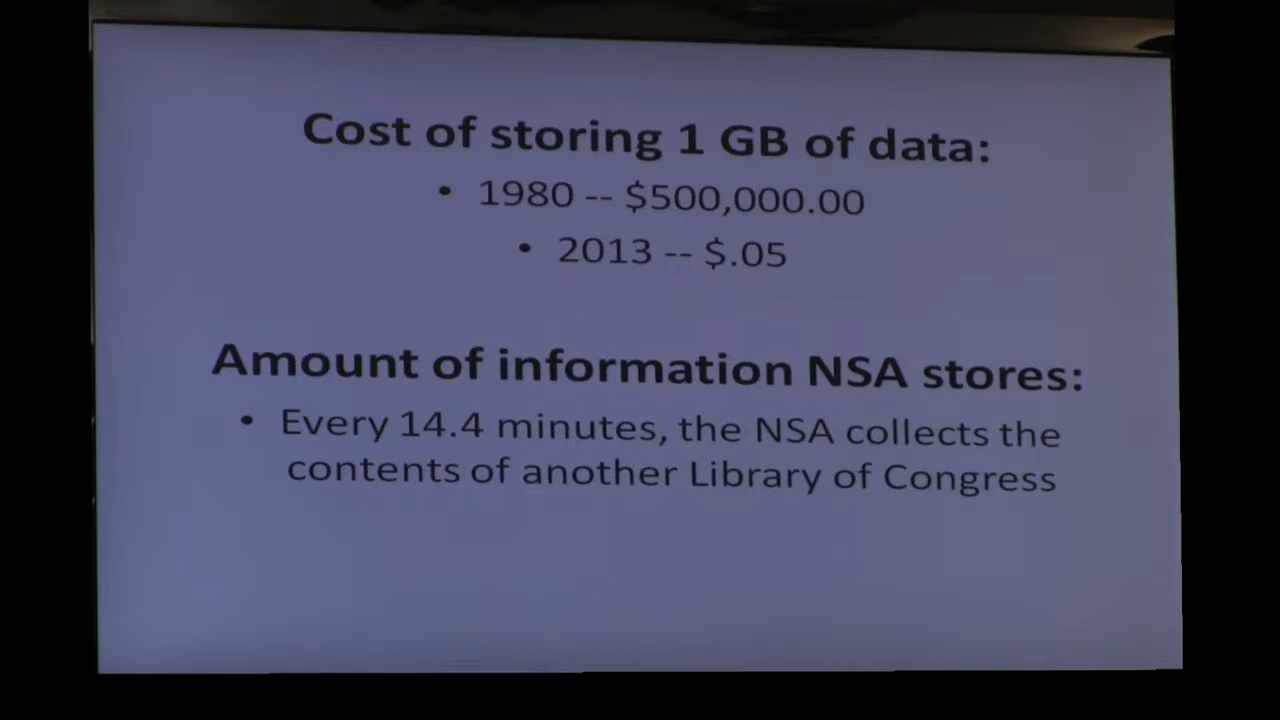 Cost of storing 1 GB of data:
• 1980 -- $500,000.00
• 2013 -- $.05
Amount of information NSA stores:
• Every 14.4 minutes, the NSA collects the
contents of another Library of Congress